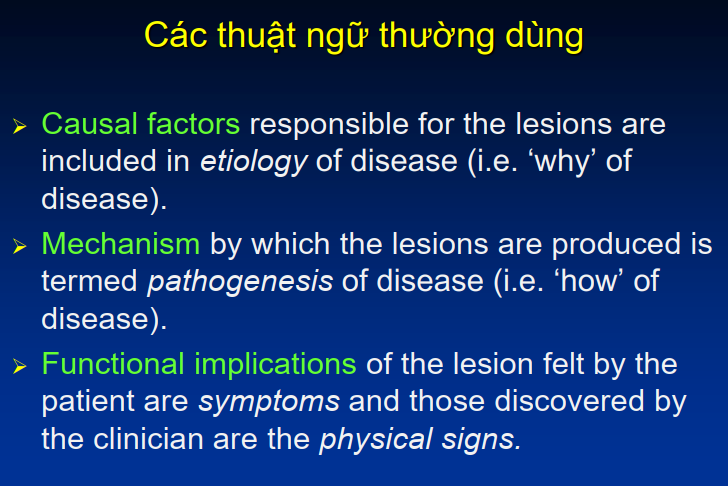 Các thuật ngữ thường dùng
➢ Causal factors responsible for the lesions are
included in etiology of disease (i.e. ‘why’ of
disease).
➢ Mechanism by which the lesions are produced is
termed pathogenesis of disease (i.e. ‘how’ of
disease).
➢ Functional implications of the lesion felt by the
patient are symptoms and those discovered by
the clinician are the physical signs.